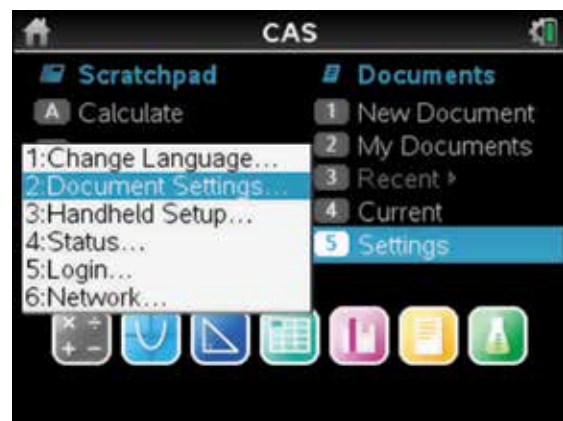 CAS
Scratchpad
A Calculate
Documents
1 New Document
2 My Documents
3 Recent ▸
4 Current
5 Settings
1:Change Language...
2:Document Settings...
3:Handheld Setup...
4:Status...
5:Login...
6:Network...